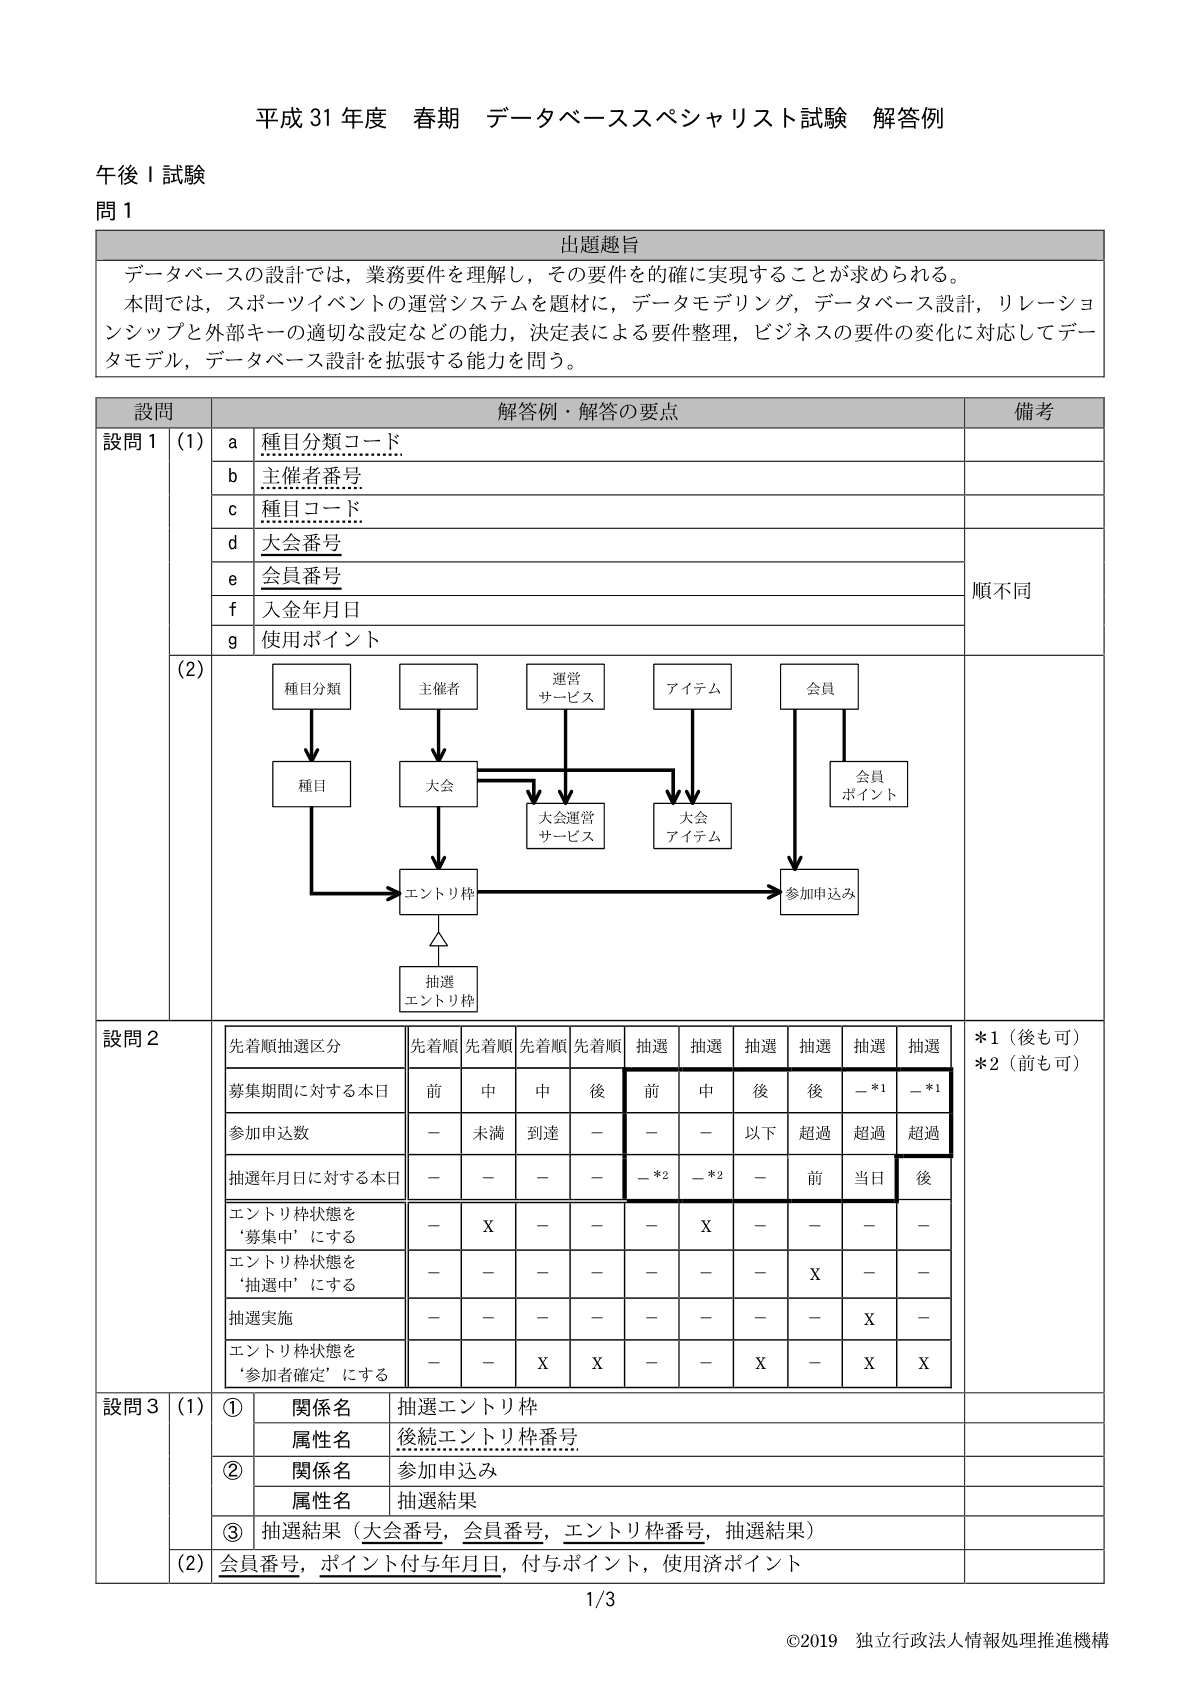 平成 31 年度　春期　データベーススペシャリスト試験　解答例
午後Ⅰ試験
問 1
出題趣旨
データベースの設計では，業務要件を理解し，その要件を的確に実現することが求められる。
本問では，スポーツイベントの運営システムを題材に，データモデリング，データベース設計，リレーショ
ンシップと外部キーの適切な設定などの能力，決定表による要件整理，ビジネスの要件の変化に対応してデー
タモデル，データベース設計を拡張する能力を問う。
設問 解答例・解答の要点 備考
設問 1 (1) a 種目分類コード
b 主催者番号
c 種目コード
d 大会番号
e 会員番号
順不同
f 入金年月日
g 使用ポイント
(2)
種目分類 主催者 運営サービス アイテム 会員
種目 大会 会員ポイント
大会運営サービス 大会アイテム
エントリ枠 参加申込み
抽選エントリ枠
設問 2
＊1（後も可）
＊2（前も可）
先着順抽選区分 先着順 先着順 先着順 先着順 抽選 抽選 抽選 抽選 抽選 抽選
募集期間に対する本日 前 中 中 後 前 中 後 後 －*1 －*1
参加申込数 － 未満 到達 － － － 以下 超過 超過 超過
抽選年月日に対する本日 － － － － －*2 －*2 － 前 当日 後
エントリ枠状態を
‘募集中’にする － X － － － X － － － －
エントリ枠状態を
‘抽選中’にする － － － － － － － X － －
抽選実施 － － － － － － － － X －
エントリ枠状態を
‘参加者確定’にする － － X X － － X － X X
設問 3 (1) ① 関係名 抽選エントリ枠
属性名 後続エントリ枠番号
② 関係名 参加申込み
属性名 抽選結果
③ 抽選結果（大会番号，会員番号，エントリ枠番号，抽選結果）
(2) 会員番号，ポイント付与年月日，付与ポイント，使用済ポイント
1/3
©2019　独立行政法人情報処理推進機構